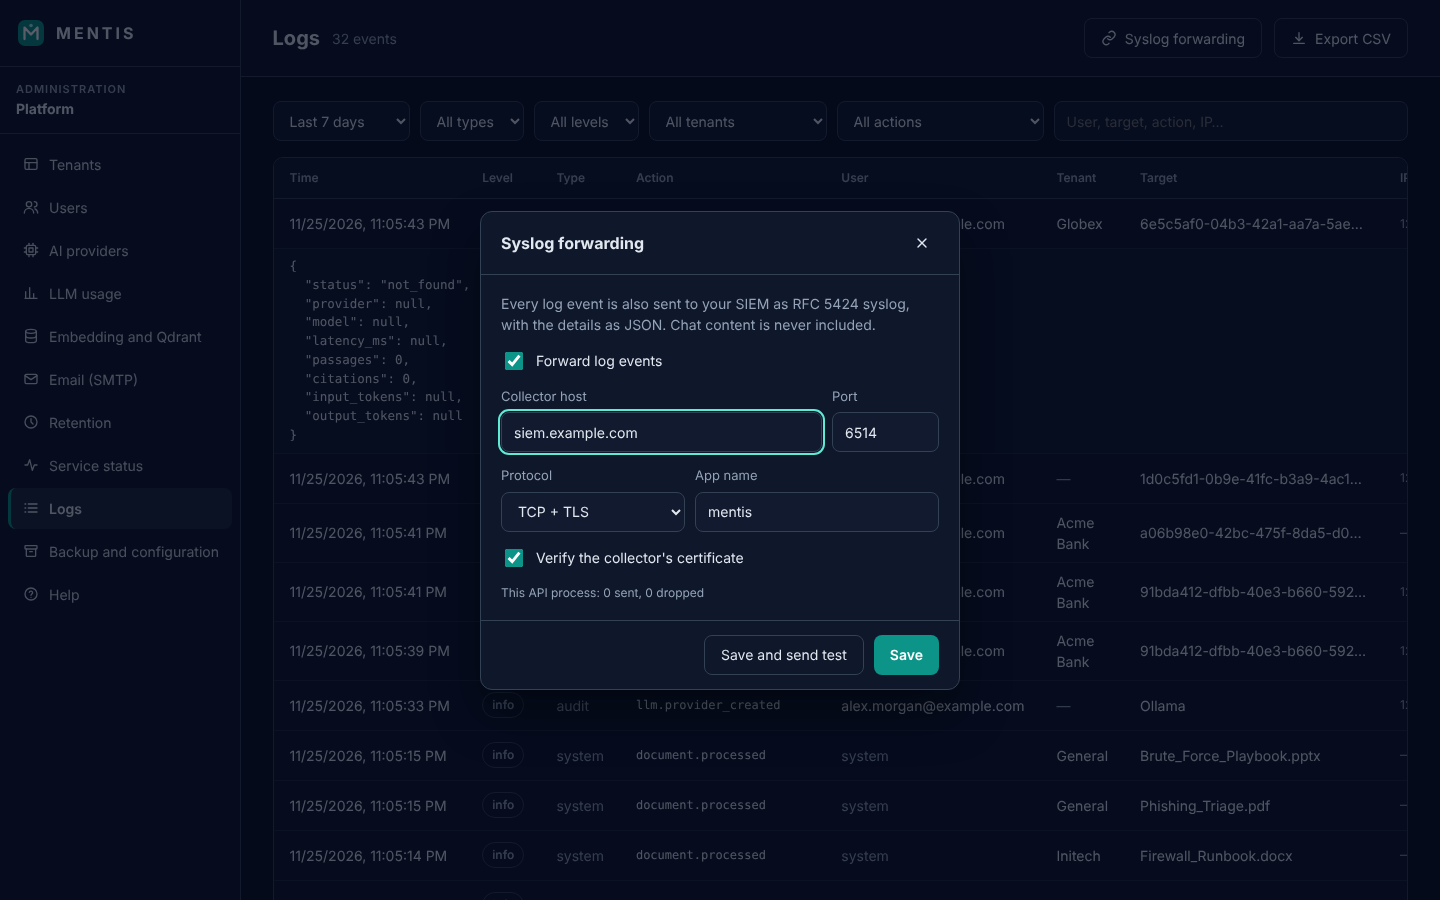 MENTIS
ADMINISTRATION
Platform
Tenants
Users
AI providers
LLM usage
Embedding and Qdrant
Email (SMTP)
Retention
Service status
Logs
Backup and configuration
Help
Logs 32 events
Syslog forwarding
Export CSV
Last 7 days
All types
All levels
All tenants
All actions
User, target, action, IP...
Time Level Type Action User Tenant Target
11/25/2026, 11:05:43 PM le.com Globex 6e5c5af0-04b3-42a1-aa7a-5ae...
{
"status": "not_found",
"provider": null,
"model": null,
"latency_ms": null,
"passages": 0,
"citations": 0,
"input_tokens": null,
"output_tokens": null
}
11/25/2026, 11:05:43 PM le.com — 1d0c5fd1-0b9e-41fc-b3a9-4ac1...
11/25/2026, 11:05:41 PM le.com Acme Bank a06b98e0-42bc-475f-8da5-d0... —
11/25/2026, 11:05:41 PM le.com Acme Bank 91bda412-dfbb-40e3-b660-592...
11/25/2026, 11:05:39 PM le.com Acme Bank 91bda412-dfbb-40e3-b660-592...
11/25/2026, 11:05:33 PM info audit llm.provider_created alex.morgan@example.com — Ollama
11/25/2026, 11:05:15 PM info system document.processed system General Brute_Force_Playbook.pptx —
11/25/2026, 11:05:15 PM info system document.processed system General Phishing_Triage.pdf —
11/25/2026, 11:05:14 PM info system document.processed system Initech Firewall_Runbook.docx —
Syslog forwarding
Every log event is also sent to your SIEM as RFC 5424 syslog,
with the details as JSON. Chat content is never included.
Forward log events
Collector host Port
siem.example.com 6514
Protocol App name
TCP + TLS mentis
Verify the collector's certificate
This API process: 0 sent, 0 dropped
Save and send test Save